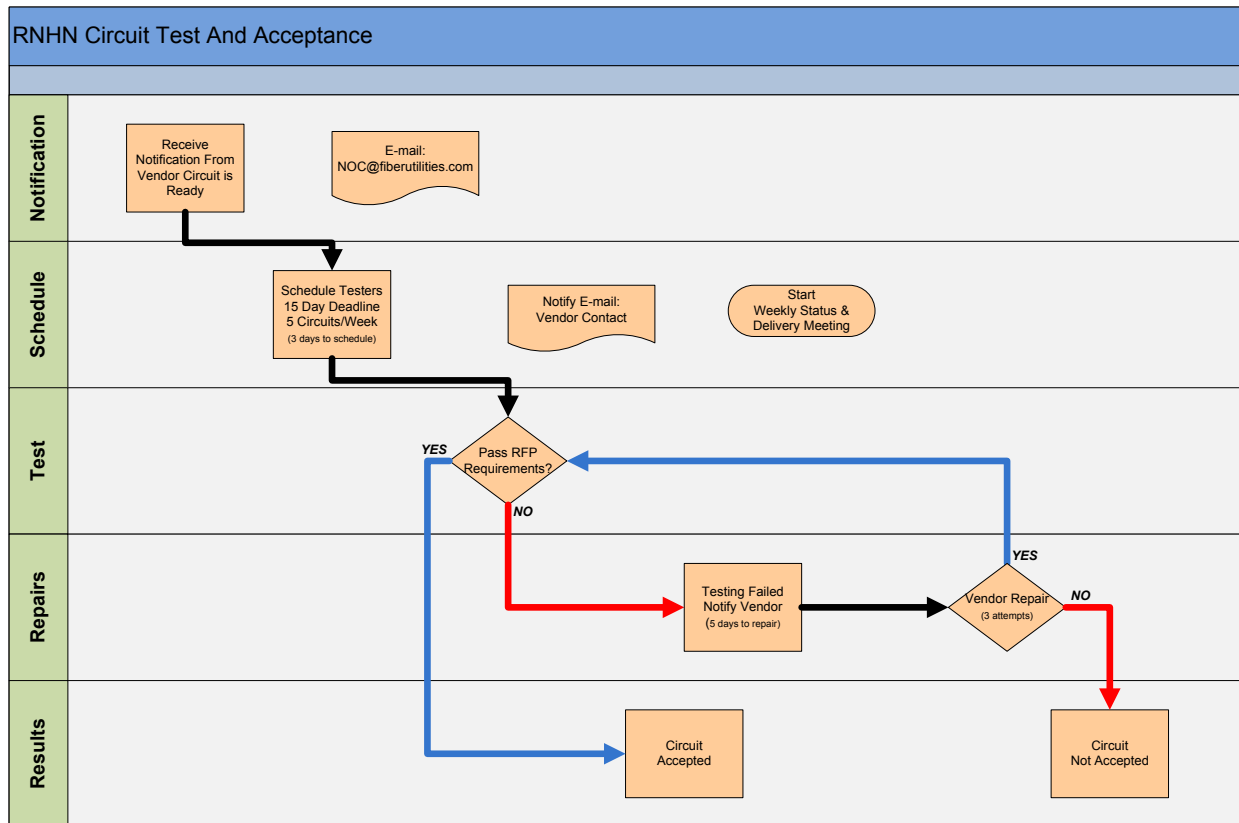 RNHN Circuit Test And Acceptance
Notification
Receive
Notification From
Vendor Circuit is
Ready
E-mail:
NOC@fiberutilities.com
Schedule
Schedule Testers
15 Day Deadline
5 Circuits/Week
(3 days to schedule)
Notify E-mail:
Vendor Contact
Start
Weekly Status &
Delivery Meeting
Test
YES
Pass RFP
Requirements?
NO
Repairs
Testing Failed
Notify Vendor
(5 days to repair)
YES
Vendor Repair
(3 attempts)
NO
Results
Circuit
Accepted
Circuit
Not Accepted